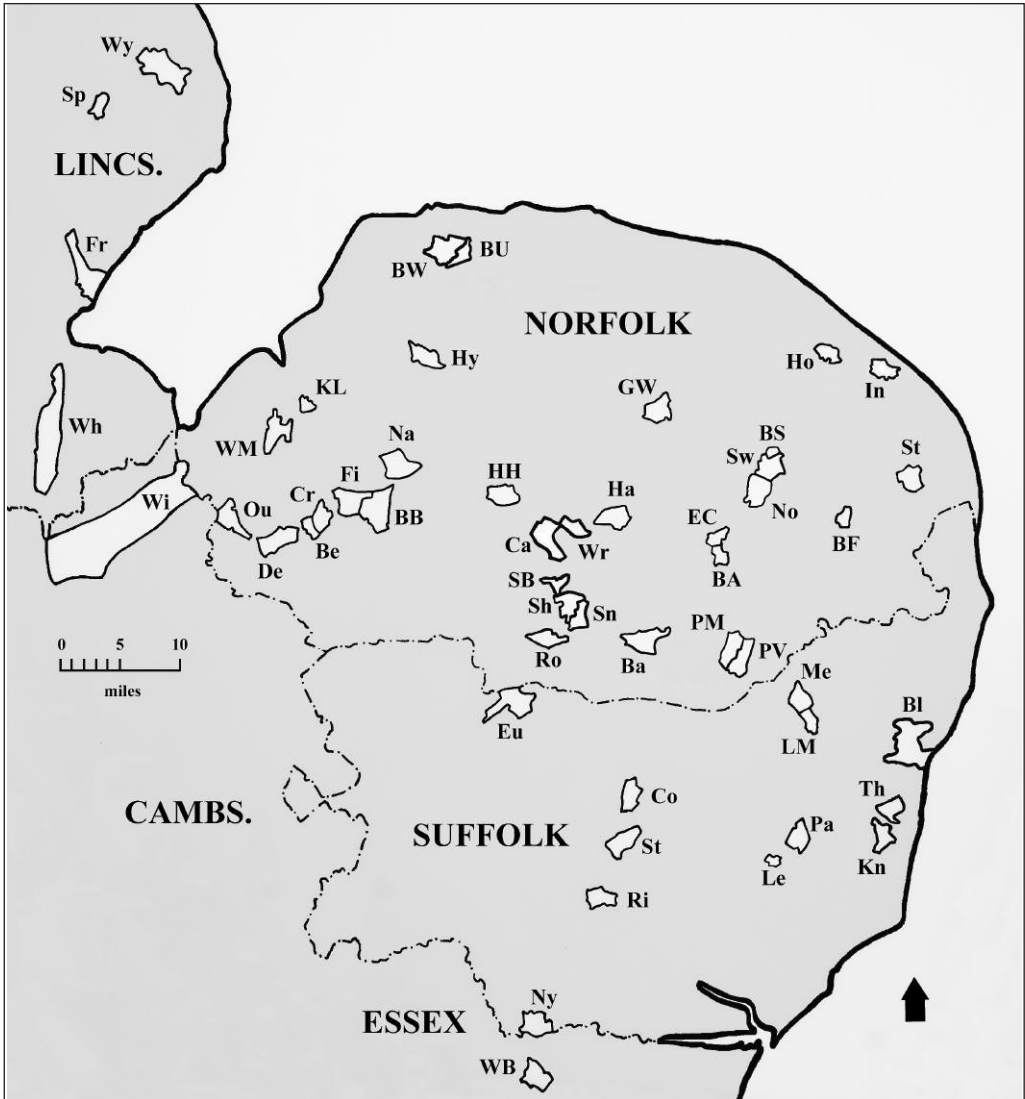 Wy
Sp
LINCS.
Fr
BW
BU
NORFOLK
Hy
Ho
In
KL
GW
Wh
WM
Na
BS
Sw
St
Fi
HH
Wi
Cr
Ha
Ou
BB
No
EC
BF
Be
De
Ca
Wr
BA
SB
Sh
Sn
PM
0 5 10
miles
Ro
Ba
PV
Me
Bl
Eu
LM
Th
Co
CAMBS.
SUFFOLK
Pa
St
Kn
Le
Ri
Ny
ESSEX
WB